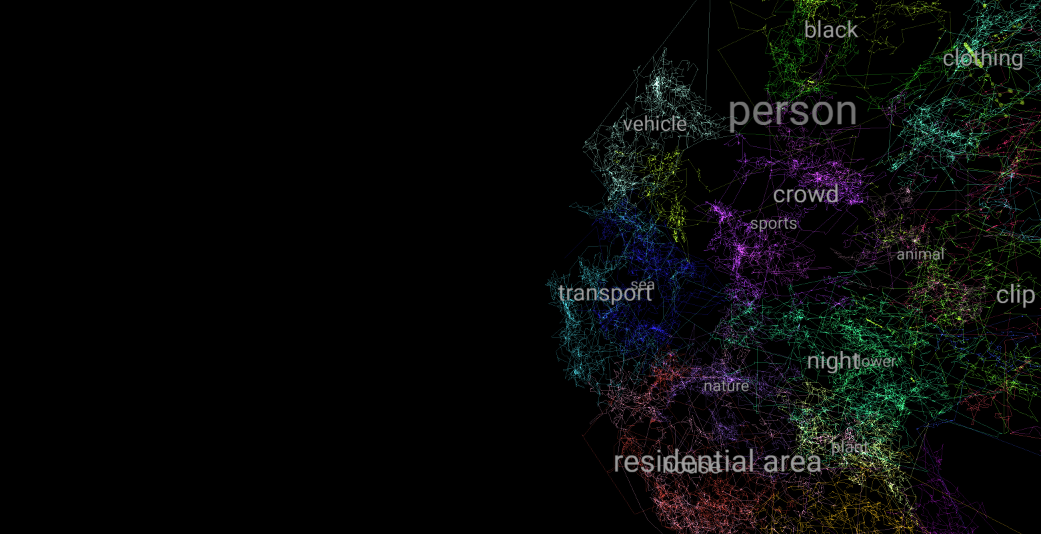 black
clothing
person
vehicle
crowd
sports
animal
sea
transport
clip
night
flower
nature
plant
residential area
house